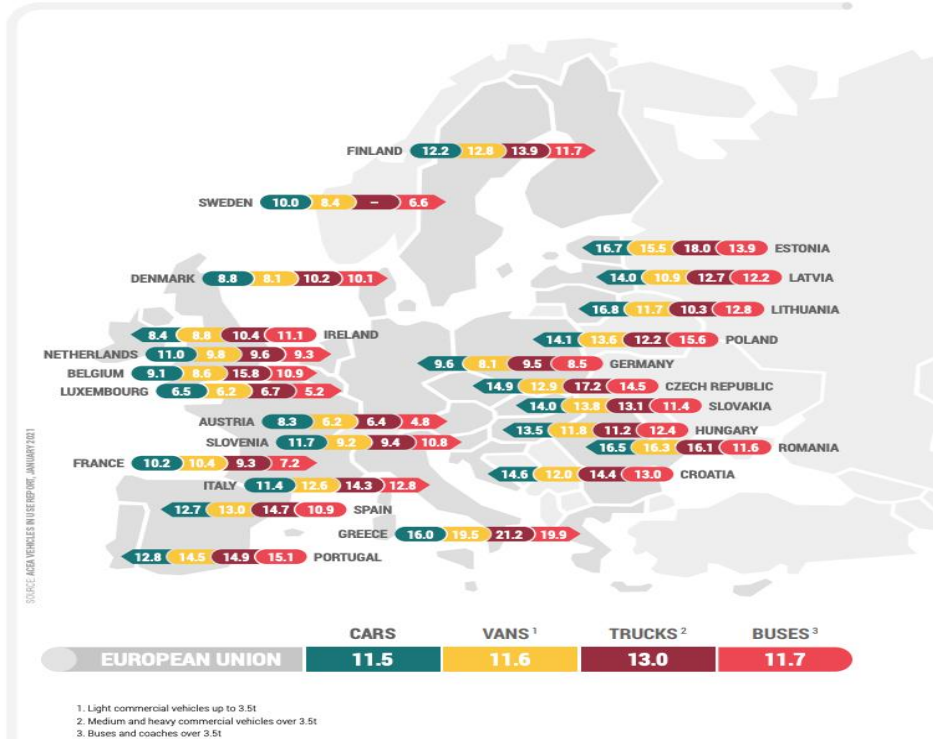 FINLAND 12.2 12.8 13.9 11.7
SWEDEN 10.0 8.4 – 6.6
16.7 15.5 18.0 13.9 ESTONIA
DENMARK 8.8 8.1 10.2 10.1
14.0 10.9 12.7 12.2 LATVIA
16.8 11.7 10.3 12.8 LITHUANIA
8.4 8.8 10.4 11.1 IRELAND
14.1 13.6 12.2 15.6 POLAND
NETHERLANDS 11.0 9.8 9.6 9.3
9.6 8.1 9.5 8.5 GERMANY
BELGIUM 9.1 8.6 15.8 10.9
14.9 12.9 17.2 14.5 CZECH REPUBLIC
LUXEMBOURG 6.5 6.2 6.7 5.2
14.0 13.8 13.1 11.4 SLOVAKIA
AUSTRIA 8.3 6.2 6.4 4.8
13.5 11.8 11.2 12.4 HUNGARY
SLOVENIA 11.7 9.2 9.4 10.8
16.5 16.3 16.1 11.6 ROMANIA
FRANCE 10.2 10.4 9.3 7.2
14.6 12.0 14.4 13.0 CROATIA
ITALY 11.4 12.6 14.3 12.8
12.7 13.0 14.7 10.9 SPAIN
GREECE 16.0 19.5 21.2 19.9
12.8 14.5 14.9 15.1 PORTUGAL
SOURCE: ACEA VEHICLES IN USE REPORT, JANUARY 2021
CARS VANS 1 TRUCKS 2 BUSES 3
EUROPEAN UNION 11.5 11.6 13.0 11.7
1. Light commercial vehicles up to 3.5t
2. Medium and heavy commercial vehicles over 3.5t
3. Buses and coaches over 3.5t